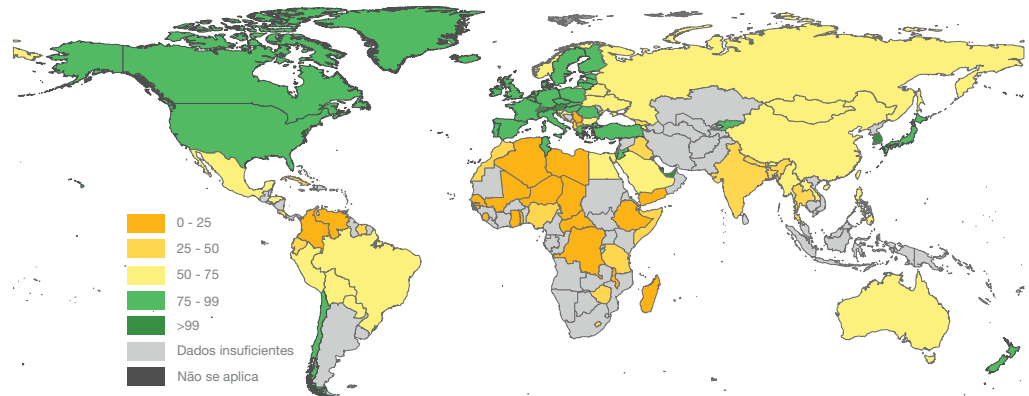 0 - 25
25 - 50
50 - 75
75 - 99
>99
Dados insuficientes
Não se aplica